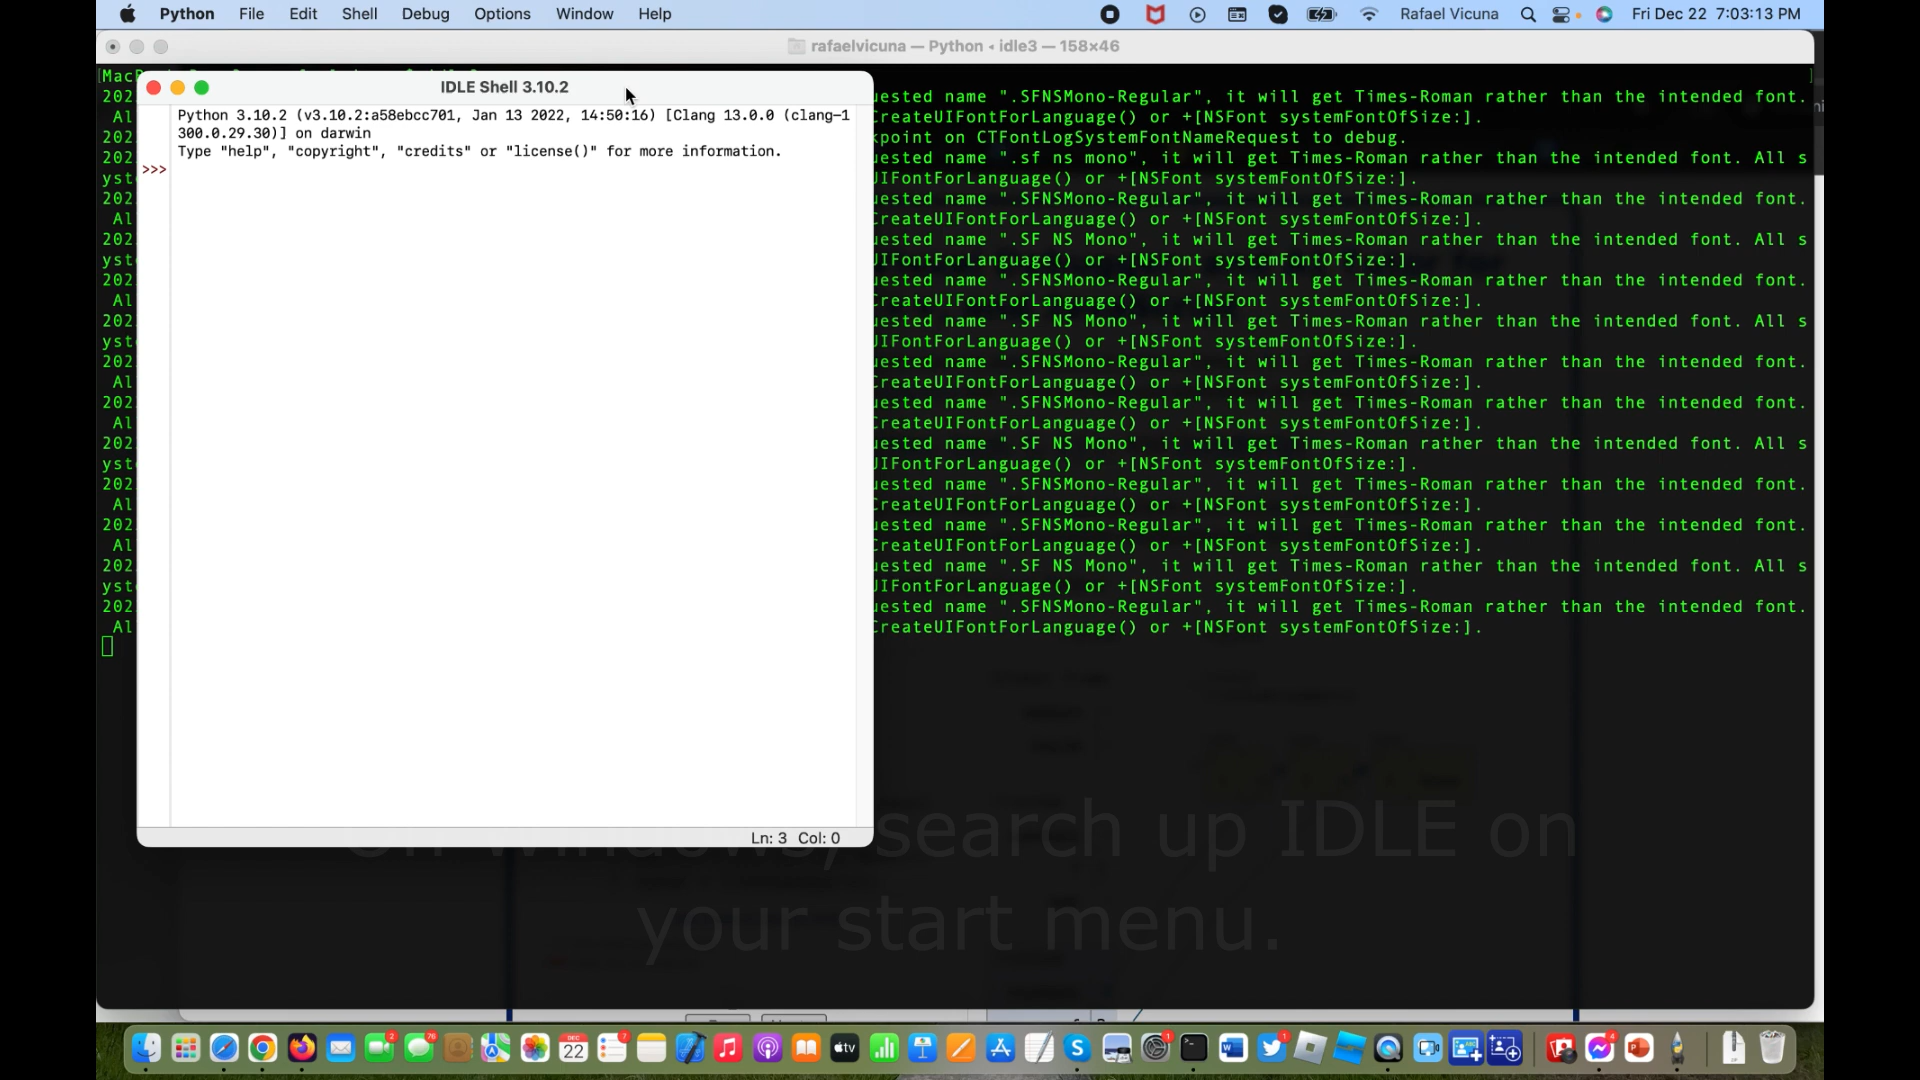 Python File Edit Shell Debug Options Window Help Rafael Vicuna Fri Dec 22 7:03:13 PM
rafaelvicuna — Python ◂ idle3 — 158×46
IDLE Shell 3.10.2
Python 3.10.2 (v3.10.2:a58ebcc701, Jan 13 2022, 14:50:16) [Clang 13.0.0 (clang-1
300.0.29.30)] on darwin
Type "help", "copyright", "credits" or "license()" for more information.
>>>
Ln: 3 Col: 0
name ".SFNSMono-Regular", it will get Times-Roman rather than the intended font.
CreateUIFontForLanguage() or +[NSFont systemFontOfSize:].
on CTFontLogSystemFontNameRequest to debug.
name ".sf ns mono", it will get Times-Roman rather than the intended font. All s
UIFontForLanguage() or +[NSFont systemFontOfSize:].
name ".SFNSMono-Regular", it will get Times-Roman rather than the intended font.
CreateUIFontForLanguage() or +[NSFont systemFontOfSize:].
name ".SF NS Mono", it will get Times-Roman rather than the intended font. All s
UIFontForLanguage() or +[NSFont systemFontOfSize:].
name ".SFNSMono-Regular", it will get Times-Roman rather than the intended font.
CreateUIFontForLanguage() or +[NSFont systemFontOfSize:].
name ".SF NS Mono", it will get Times-Roman rather than the intended font. All s
UIFontForLanguage() or +[NSFont systemFontOfSize:].
name ".SFNSMono-Regular", it will get Times-Roman rather than the intended font.
CreateUIFontForLanguage() or +[NSFont systemFontOfSize:].
name ".SFNSMono-Regular", it will get Times-Roman rather than the intended font.
CreateUIFontForLanguage() or +[NSFont systemFontOfSize:].
name ".SF NS Mono", it will get Times-Roman rather than the intended font. All s
UIFontForLanguage() or +[NSFont systemFontOfSize:].
name ".SFNSMono-Regular", it will get Times-Roman rather than the intended font.
CreateUIFontForLanguage() or +[NSFont systemFontOfSize:].
name ".SFNSMono-Regular", it will get Times-Roman rather than the intended font.
CreateUIFontForLanguage() or +[NSFont systemFontOfSize:].
name ".SF NS Mono", it will get Times-Roman rather than the intended font. All s
UIFontForLanguage() or +[NSFont systemFontOfSize:].
name ".SFNSMono-Regular", it will get Times-Roman rather than the intended font.
CreateUIFontForLanguage() or +[NSFont systemFontOfSize:].
On Windows, search up IDLE on
your start menu.
DEC
22
tv